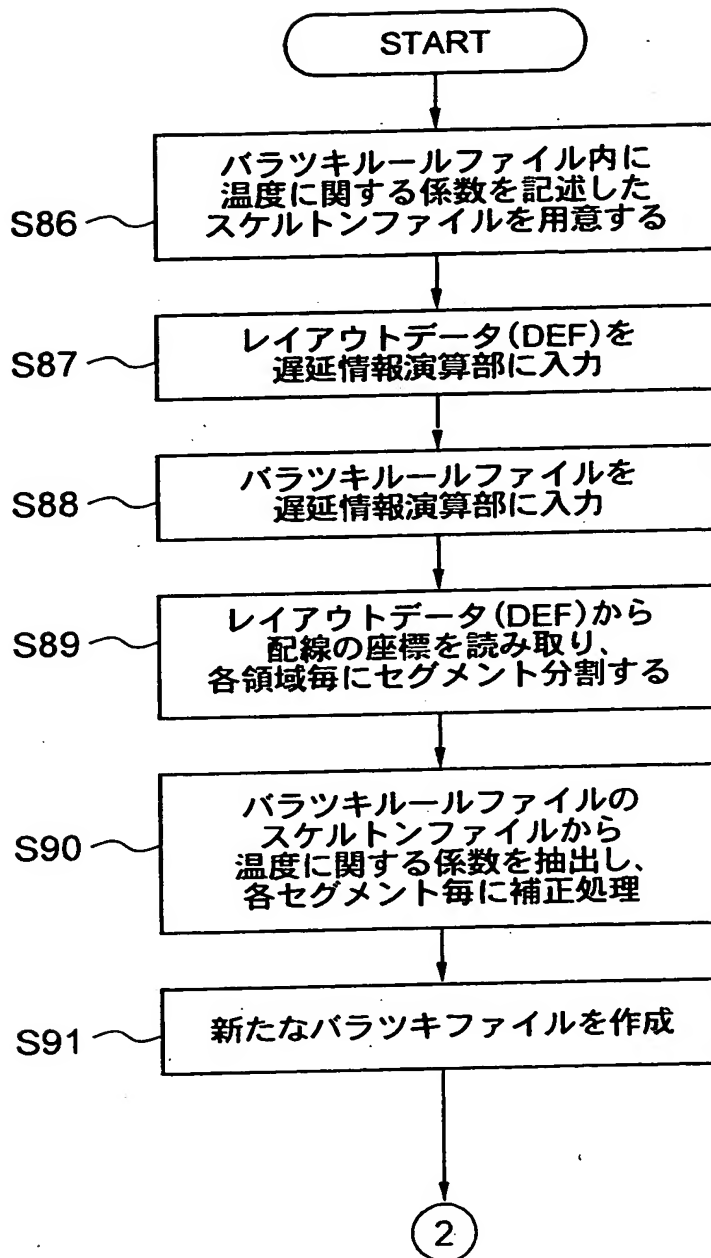 START
S86
バラツキルールファイル内に
温度に関する係数を記述した
スケルトンファイルを用意する
S87
レイアウトデータ(DEF)を
遅延情報演算部に入力
S88
バラツキルールファイルを
遅延情報演算部に入力
S89
レイアウトデータ(DEF)から
配線の座標を読み取り、
各領域毎にセグメント分割する
S90
バラツキルールファイルの
スケルトンファイルから
温度に関する係数を抽出し、
各セグメント毎に補正処理
S91
新たなバラツキファイルを作成
2